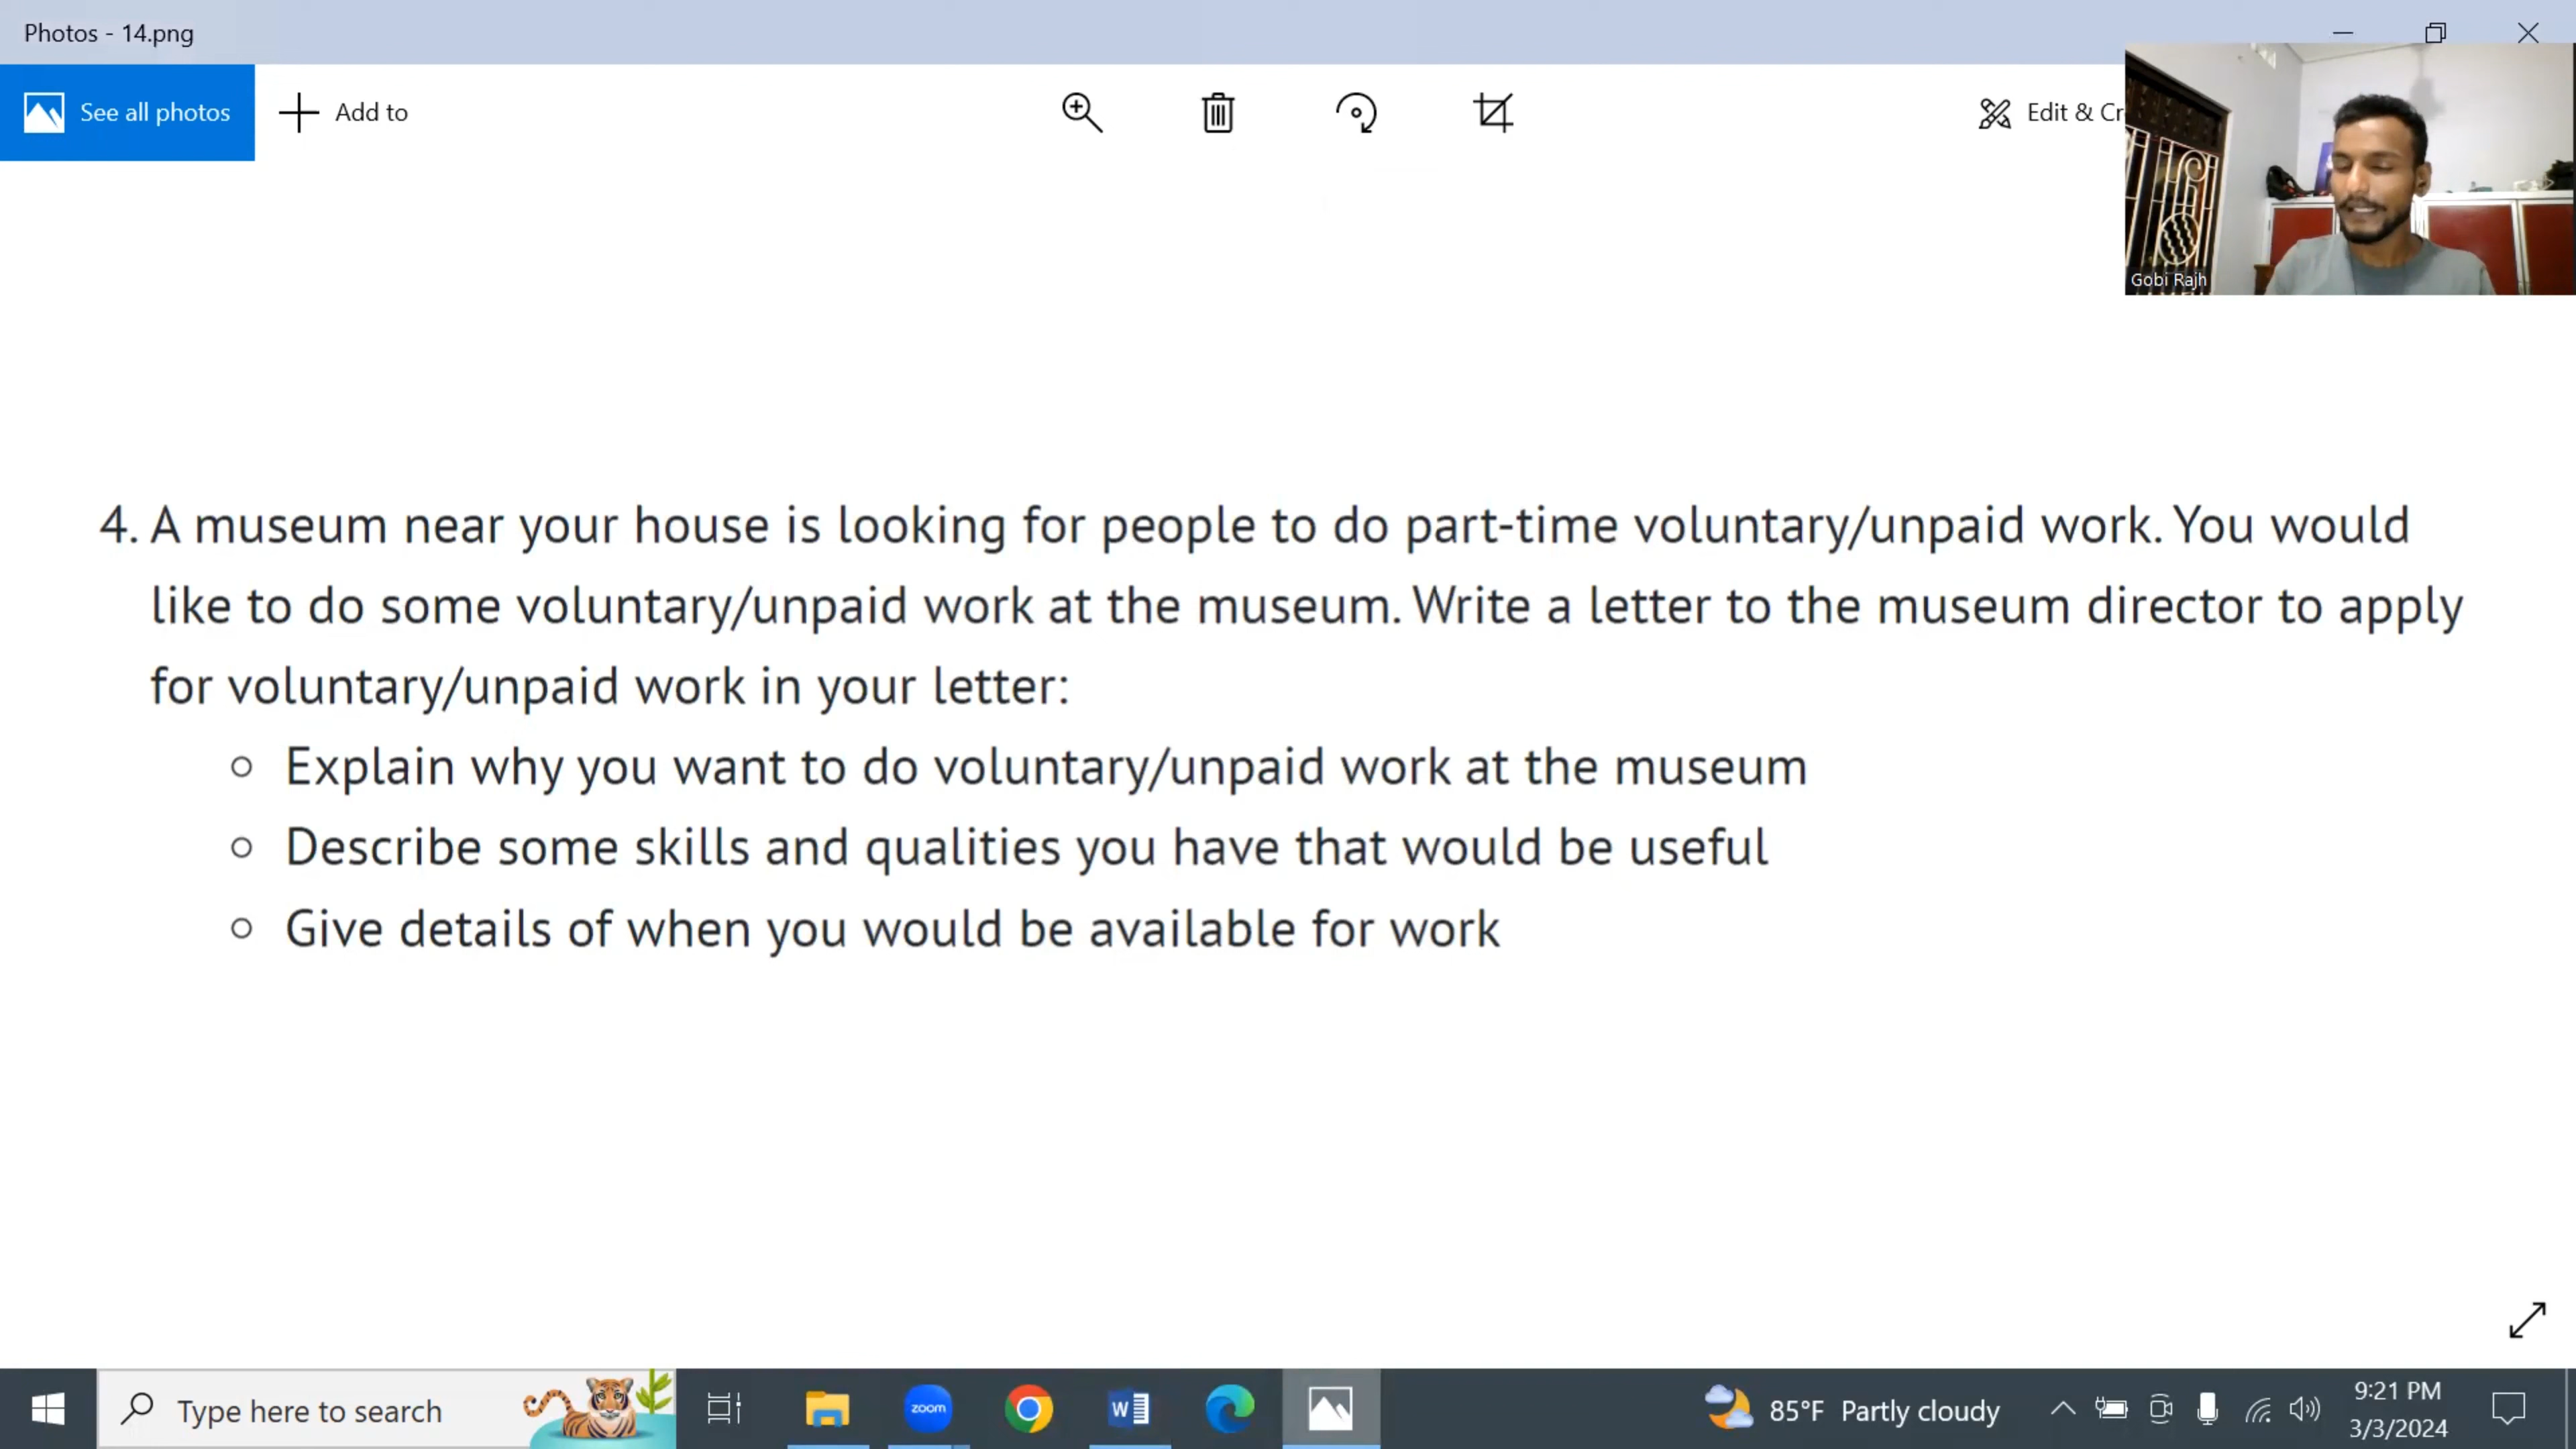 Photos - 14.png
See all photos
Add to
Edit & Cr
Gobi Rajh
4. A museum near your house is looking for people to do part-time voluntary/unpaid work. You would
like to do some voluntary/unpaid work at the museum. Write a letter to the museum director to apply
for voluntary/unpaid work in your letter:
Explain why you want to do voluntary/unpaid work at the museum
Describe some skills and qualities you have that would be useful
Give details of when you would be available for work
Type here to search
zoom
W
85°F Partly cloudy
9:21 PM
3/3/2024